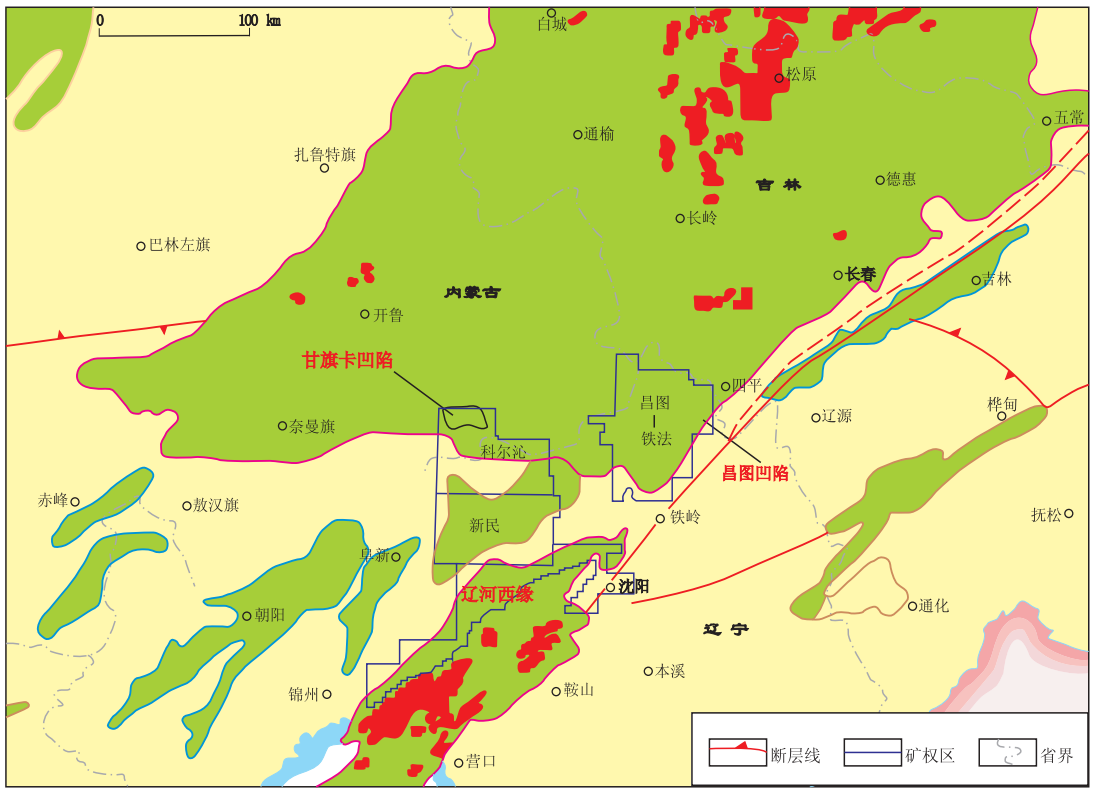 0 100 km
白城
松原
五常
通榆
扎鲁特旗
吉 林
德惠
长岭
巴林左旗
长春
吉林
内蒙古
开鲁
甘旗卡凹陷
四平
昌图
铁法
辽源
桦甸
奈曼旗
科尔沁
昌图凹陷
赤峰
敖汉旗
新民
铁岭
抚松
阜新
沈阳
辽河西缘
通化
朝阳
辽 宁
本溪
锦州
鞍山
营口
断层线
矿权区
省界